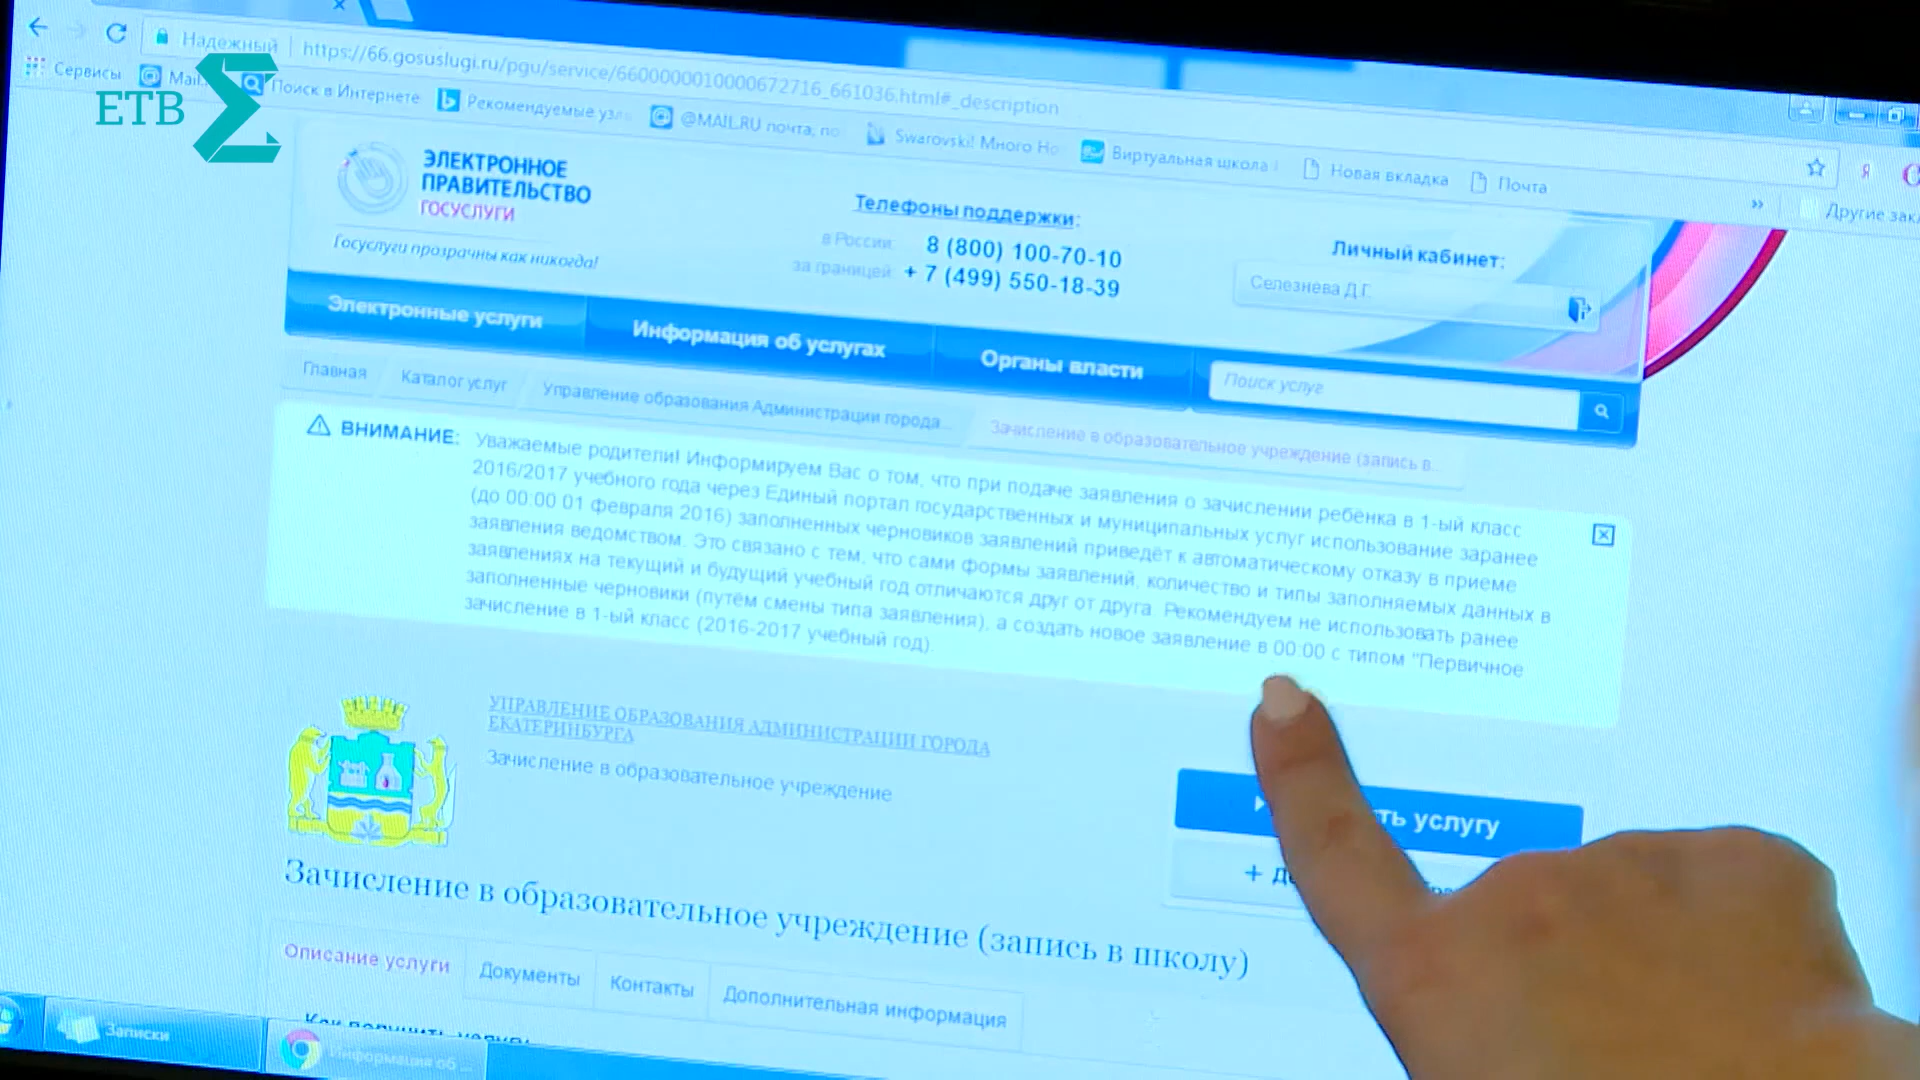 Надежный
https://66.gosuslugi.ru/pgu/service/6600000010000672716_661036.html#_description
Сервисы
Mail.
Поиск в Интернете
Рекомендуемые узл
@MAIL.RU почта, по
Swarovski! Много Но
Виртуальная школа
Новая вкладка
Почта
»
Другие зак
ЕТВ
ЭЛЕКТРОННОЕ
ПРАВИТЕЛЬСТВО
ГОСУСЛУГИ
Госуслуги прозрачны как никогда!
Телефоны поддержки:
в России: 8 (800) 100-70-10
за границей: + 7 (499) 550-18-39
Личный кабинет:
Селезнева Д.Г.
Электронные услуги
Информация об услугах
Органы власти
Поиск услуг
Главная
Каталог услуг
Управление образования Администрации города...
Зачисление в образовательное учреждение (запись в...
ВНИМАНИЕ:
Уважаемые родители! Информируем Вас о том, что при подаче заявления о зачислении ребёнка в 1-ый класс
2016/2017 учебного года через Единый портал государственных и муниципальных услуг использование заранее
(до 00:00 01 февраля 2016) заполненных черновиков заявлений приведёт к автоматическому отказу в приеме
заявления ведомством. Это связано с тем, что сами формы заявлений, количество и типы заполняемых данных в
заявлениях на текущий и будущий учебный год отличаются друг от друга. Рекомендуем не использовать ранее
заполненные черновики (путём смены типа заявления), а создать новое заявление в 00:00 с типом "Первичное
зачисление в 1-ый класс (2016-2017 учебный год).
УПРАВЛЕНИЕ ОБРАЗОВАНИЯ АДМИНИСТРАЦИИ ГОРОДА
ЕКАТЕРИНБУРГА
Зачисление в образовательное учреждение
ть услугу
+ Д
Зачисление в образовательное учреждение (запись в школу)
Описание услуги
Документы
Контакты
Дополнительная информация
Как получить услугу
Записки
Информация об ...